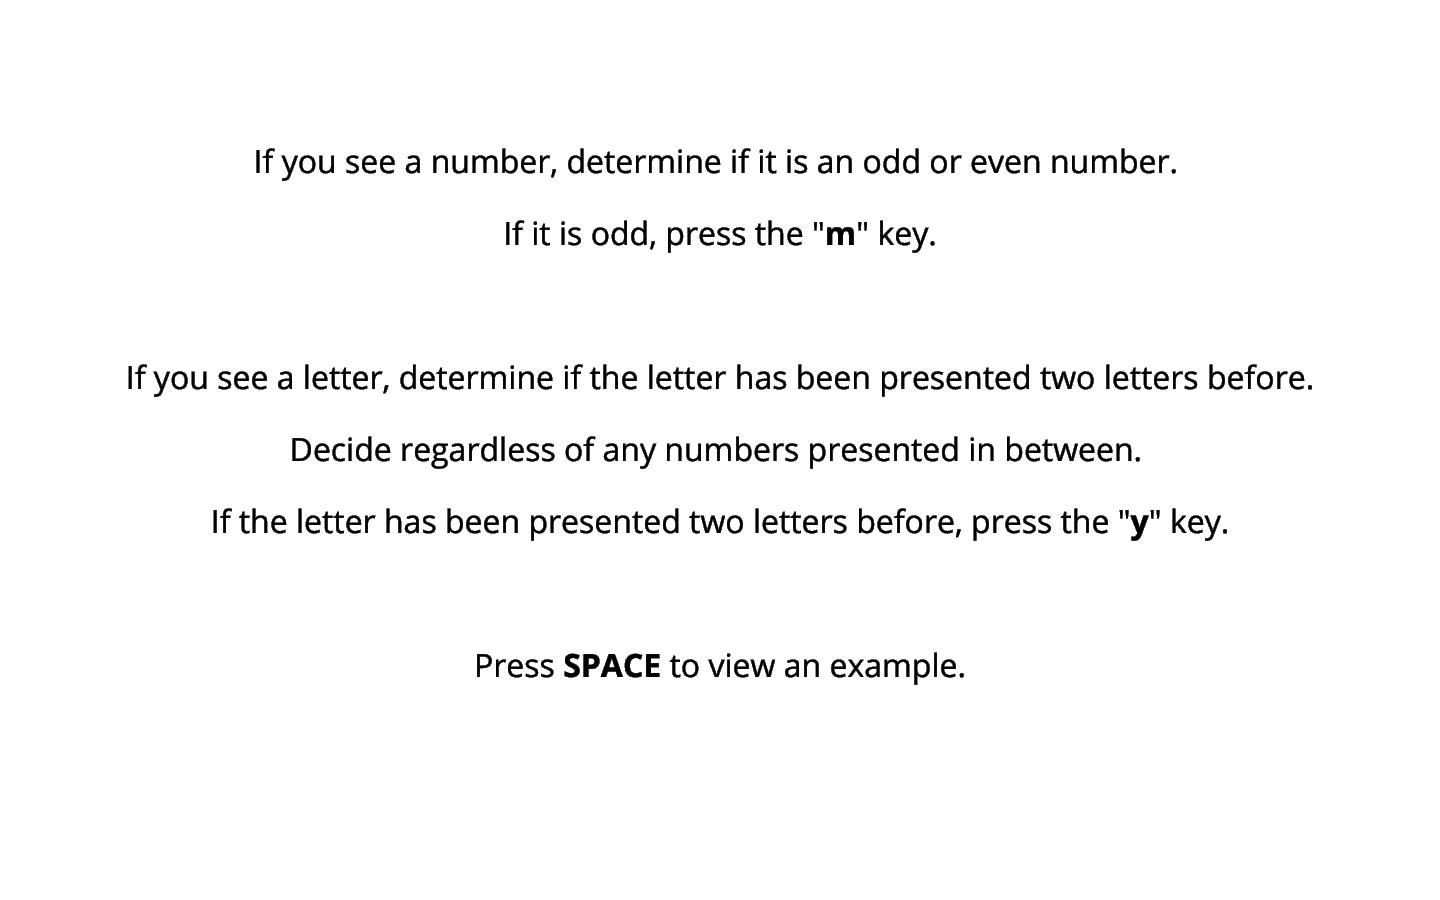 If you see a number, determine if it is an odd or even number.
If it is odd, press the "m" key.
If you see a letter, determine if the letter has been presented two letters before.
Decide regardless of any numbers presented in between.
If the letter has been presented two letters before, press the "y" key.
Press SPACE to view an example.